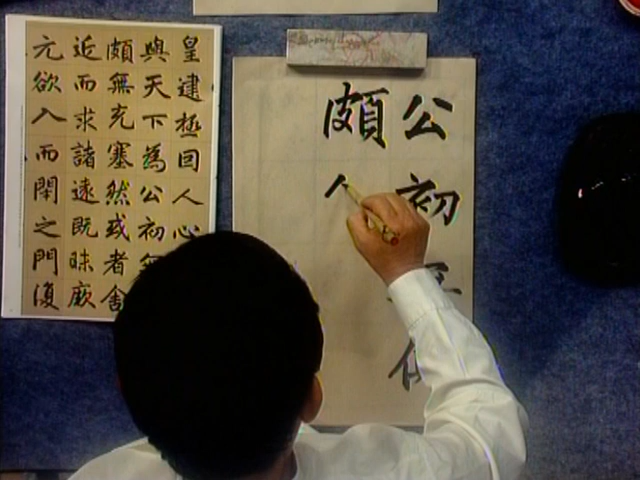 皇建極回人心
與天下為公初無
頗無充塞然或者舍
近而求諸遠既昧厥
元欲入而閉之門復
公初
頗